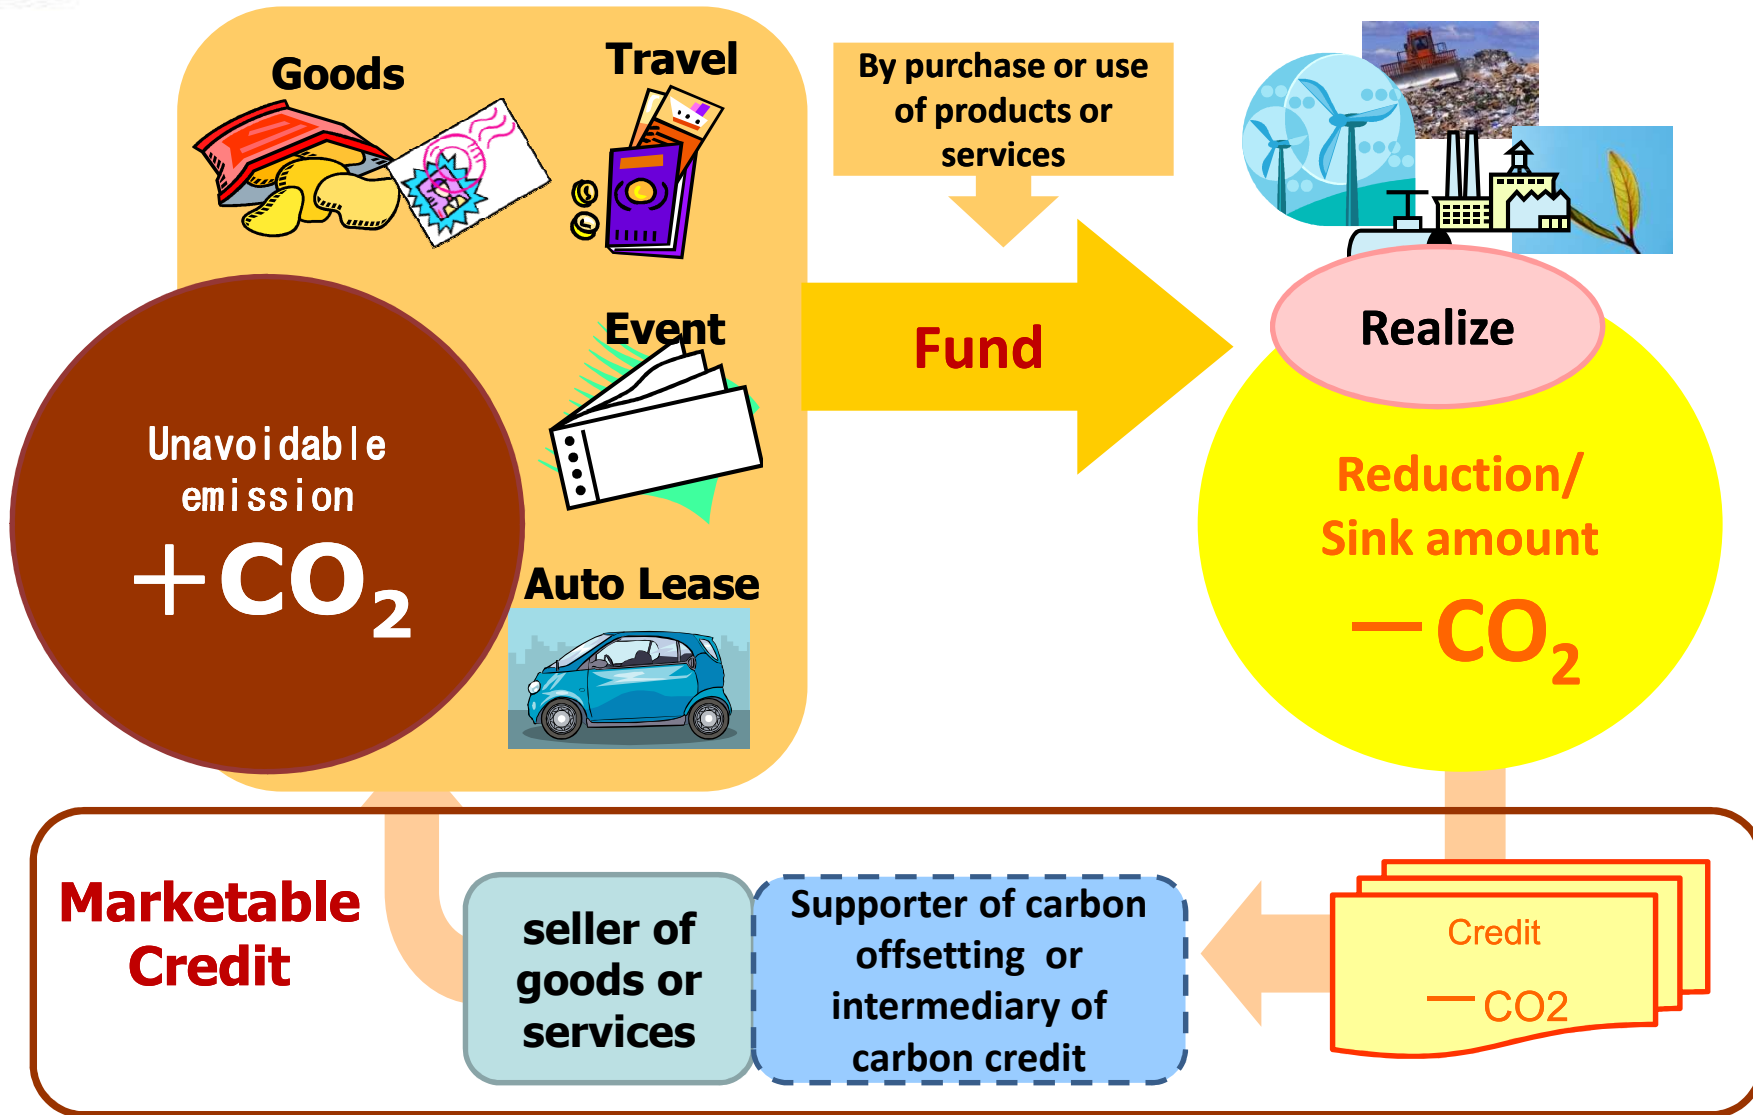 Goods
Travel
By purchase or use
of products or
services
Event
Fund
Realize
Unavoidable
emission
＋CO₂
Reduction/
Sink amount
－CO₂
Auto Lease
Marketable
Credit
seller of
goods or
services
Supporter of carbon
offsetting or
intermediary of
carbon credit
Credit
－CO2